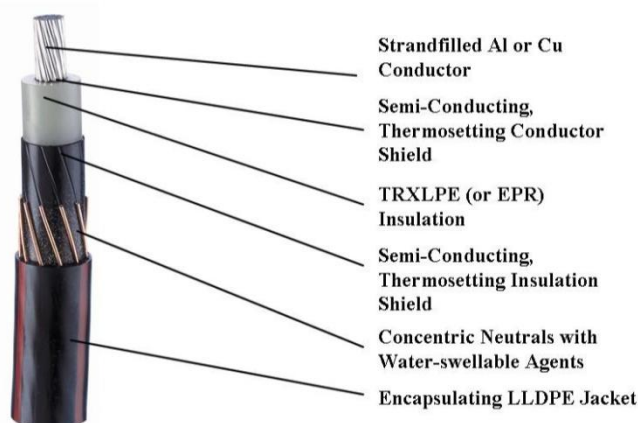 Strandfilled Al or Cu
Conductor
Semi-Conducting,
Thermosetting Conductor
Shield
TRXLPE (or EPR)
Insulation
Semi-Conducting,
Thermosetting Insulation
Shield
Concentric Neutrals with
Water-swellable Agents
Encapsulating LLDPE Jacket